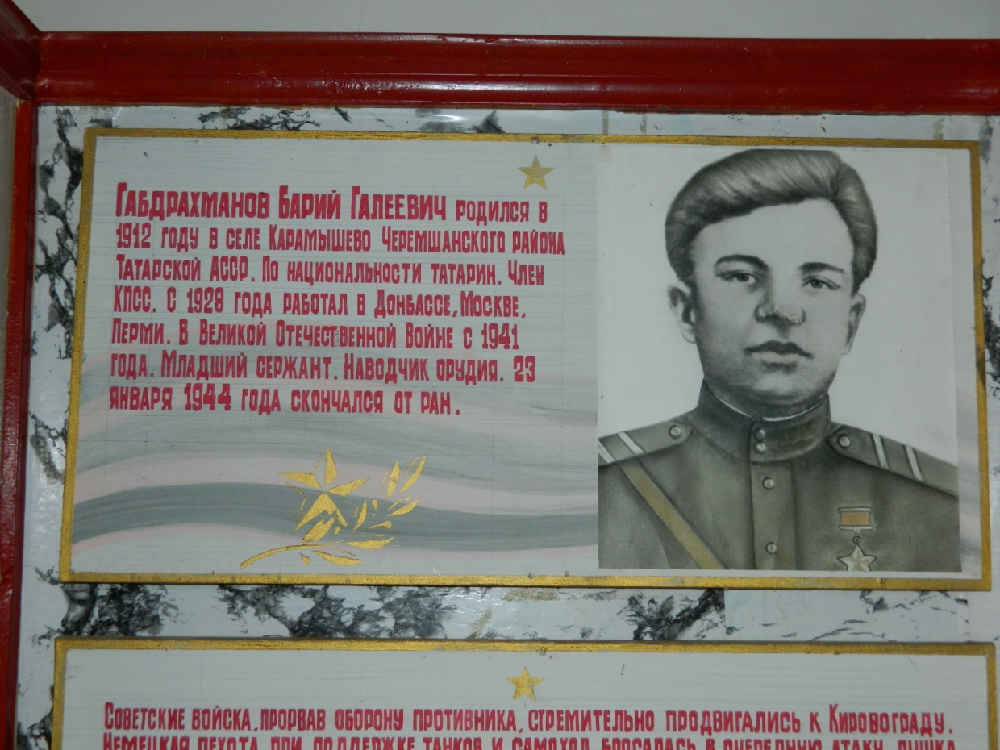 Габдрахманов Барий Галеевич родился в
1912 году в селе Карамышево Черемшанского района
Татарской АССР. По национальности татарин. Член
КПСС. С 1928 года работал в Донбассе, Москве,
Перми. В Великой Отечественной Войне с 1941
года. Младший сержант. Наводчик орудия. 23
января 1944 года скончался от ран.
Советские войска, прорвав оборону противника, стремительно продвигались к Кировограду.
Немецкая пехота при поддержке танков и самоход бросалась в очередную атаку. Пушка